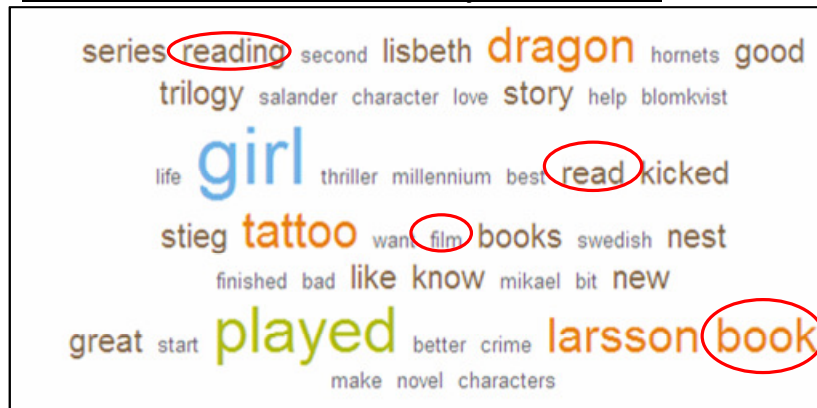 series reading second lisbeth dragon hornets good
trilogy salander character love story help blomkvist
life girl thriller millennium best read kicked
stieg tattoo want film books swedish nest
finished bad like know mikael bit new
great start played better crime larsson book
make novel characters